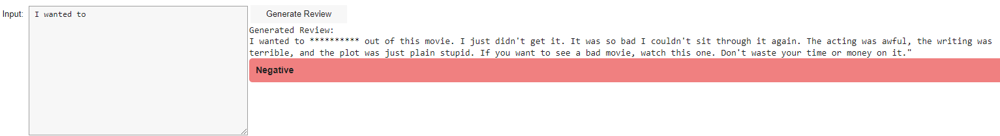 Input:
I wanted to
Generate Review
Generated Review:
I wanted to ********** out of this movie. I just didn't get it. It was so bad I couldn't sit through it again. The acting was awful, the writing was
terrible, and the plot was just plain stupid. If you want to see a bad movie, watch this one. Don't waste your time or money on it."
Negative